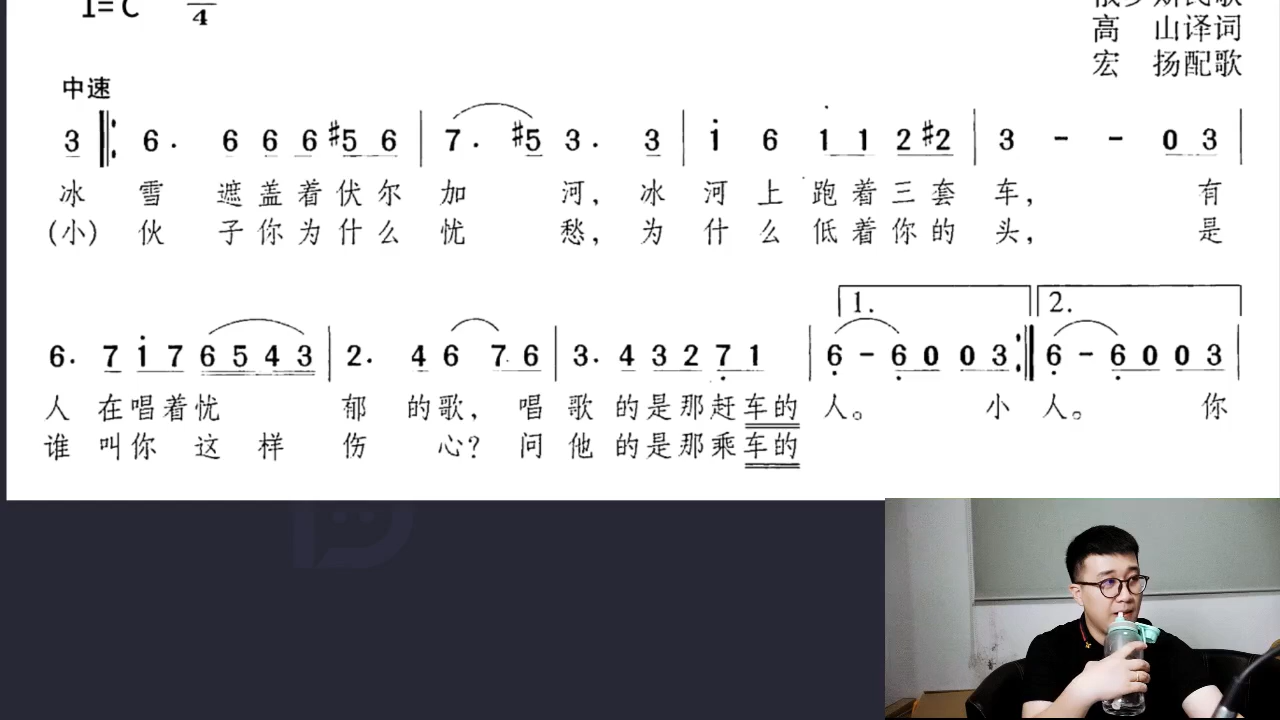 1=C 4
高 山译词
宏 扬配歌
中速
3 6. 6 6 6 #5 6 7. #5 3. 3 i 6 1 1 2 #2 3 - - 0 3
冰 雪 遮 盖 着 伏 尔 加 河, 冰 河 上 跑 着 三 套 车, 有
(小) 伙 子 你 为 什 么 忧 愁, 为 什 么 低 着 你 的 头, 是
1. 2.
6. 7 i 7 6 5 4 3 2. 4 6 7 6 3. 4 3 2 7 1 6 - 6 0 0 3 6 - 6 0 0 3
人 在 唱 着 忧 郁 的 歌, 唱 歌 的 是 那 赶 车 的 人。 小 人。 你
谁 叫 你 这 样 伤 心? 问 他 的 是 那 乘 车 的